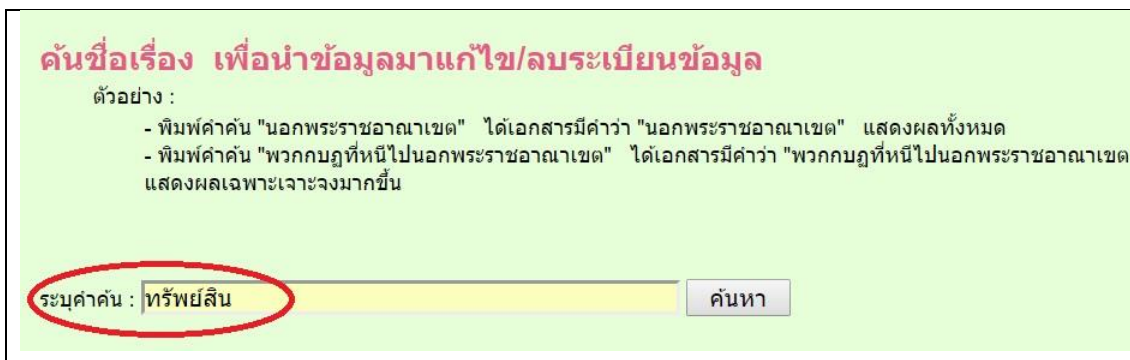 ค้นชื่อเรื่อง เพื่อนำข้อมูลมาแก้ไข/ลบระเบียนข้อมูล
ตัวอย่าง :
- พิมพ์คำค้น "นอกพระราชอาณาเขต" ได้เอกสารมีคำว่า "นอกพระราชอาณาเขต" แสดงผลทั้งหมด
- พิมพ์คำค้น "พวกกบฏที่หนีไปนอกพระราชอาณาเขต" ได้เอกสารมีคำว่า "พวกกบฏที่หนีไปนอกพระราชอาณาเขต
แสดงผลเฉพาะเจาะจงมากขึ้น
ระบุคำค้น : ทรัพย์สิน ค้นหา